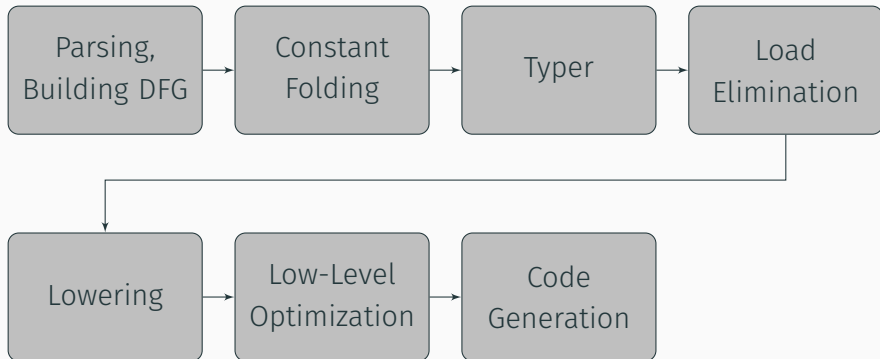 Parsing,
Building DFG
Constant
Folding
Typer
Load
Elimination
Lowering
Low-Level
Optimization
Code
Generation